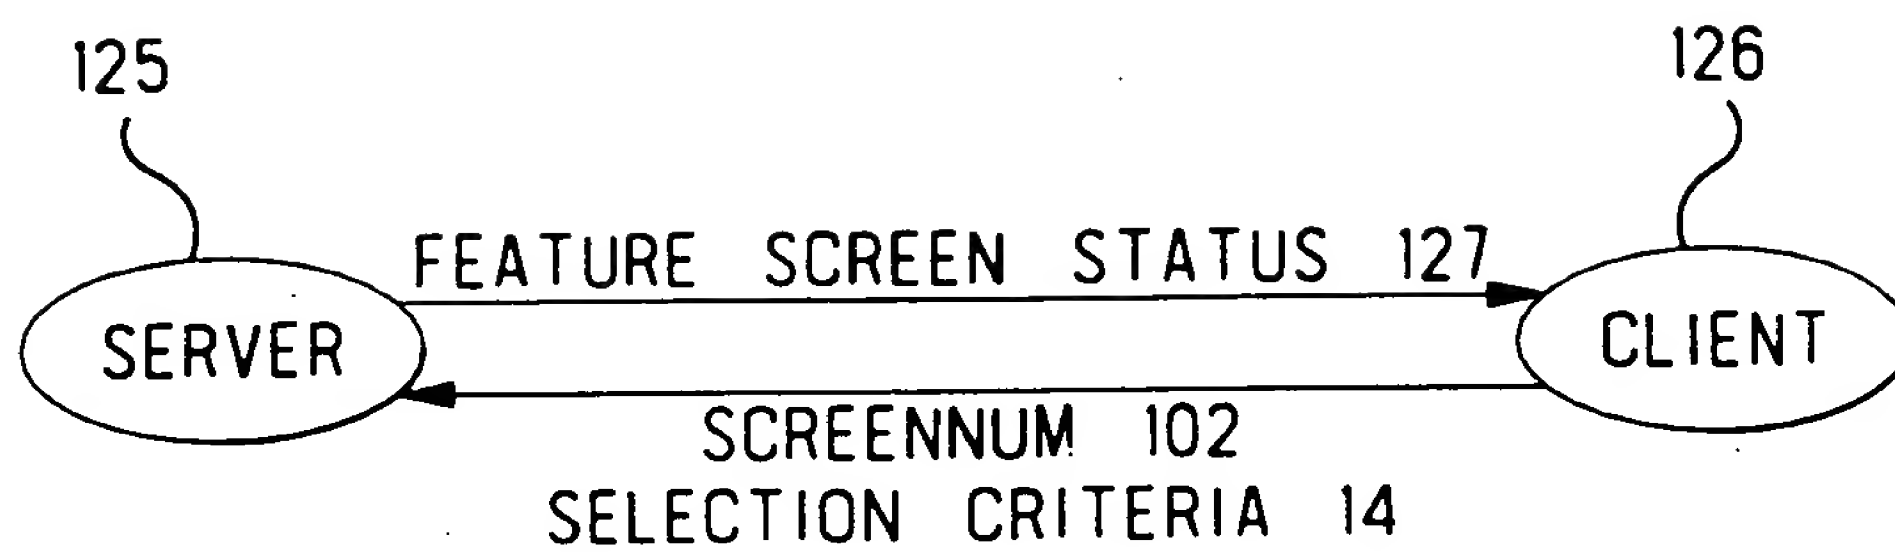 125
126
FEATURE SCREEN STATUS 127
SERVER
CLIENT
SCREENNUM 102
SELECTION CRITERIA 14